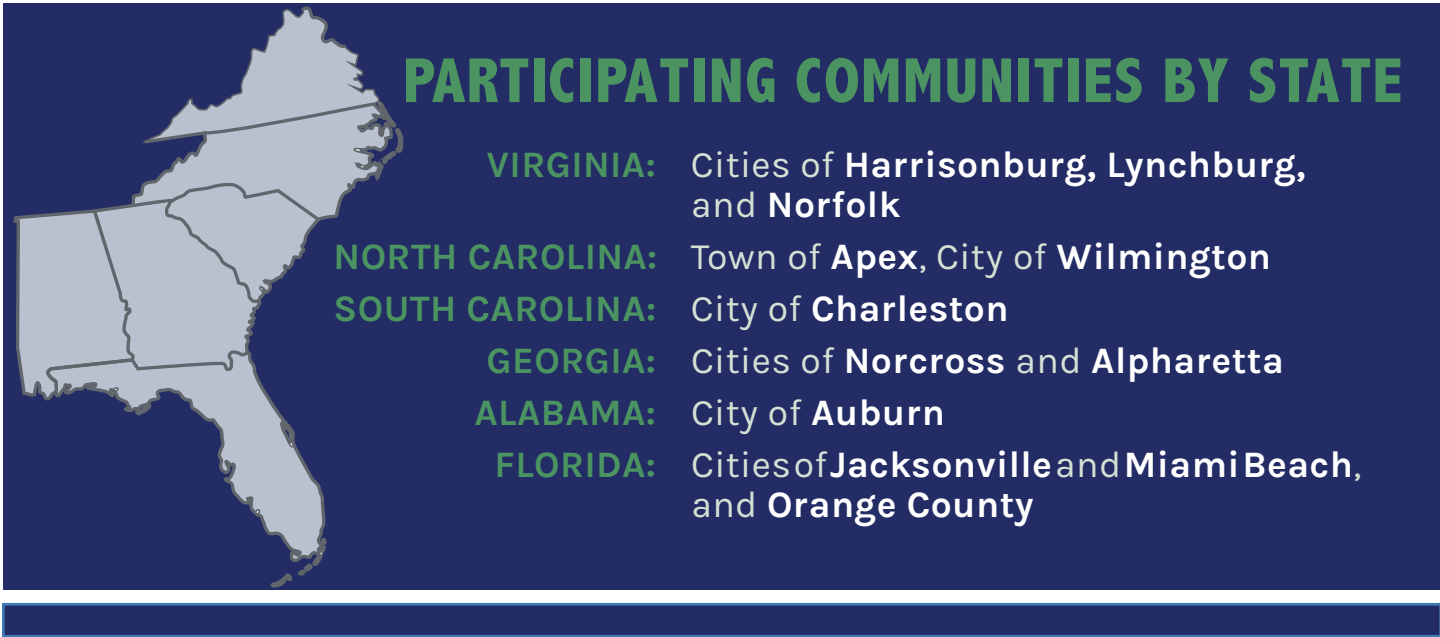 PARTICIPATING COMMUNITIES BY STATE
VIRGINIA: Cities of Harrisonburg, Lynchburg,
and Norfolk
NORTH CAROLINA: Town of Apex, City of Wilmington
SOUTH CAROLINA: City of Charleston
GEORGIA: Cities of Norcross and Alpharetta
ALABAMA: City of Auburn
FLORIDA: Cities of Jacksonville and Miami Beach,
and Orange County